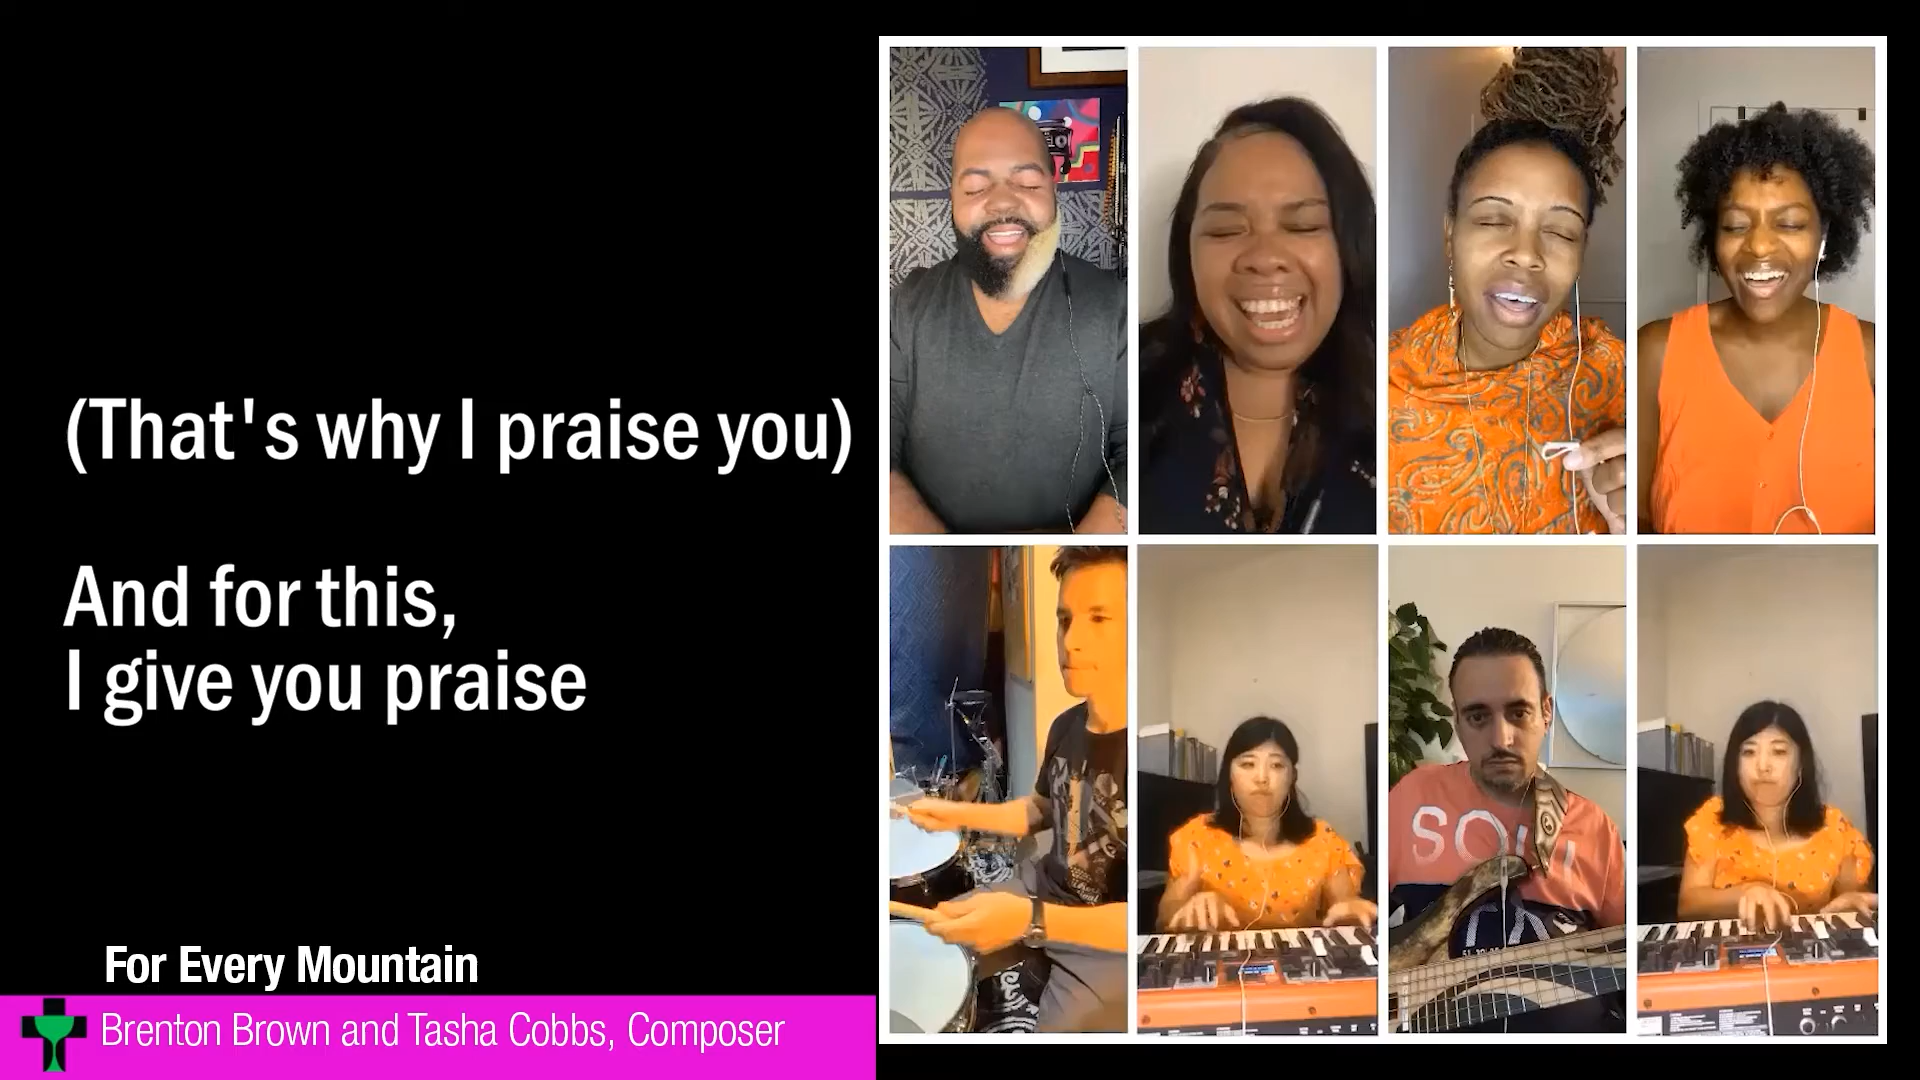 (That's why I praise you)
And for this,
I give you praise
For Every Mountain
Brenton Brown and Tasha Cobbs, Composer
SOUL